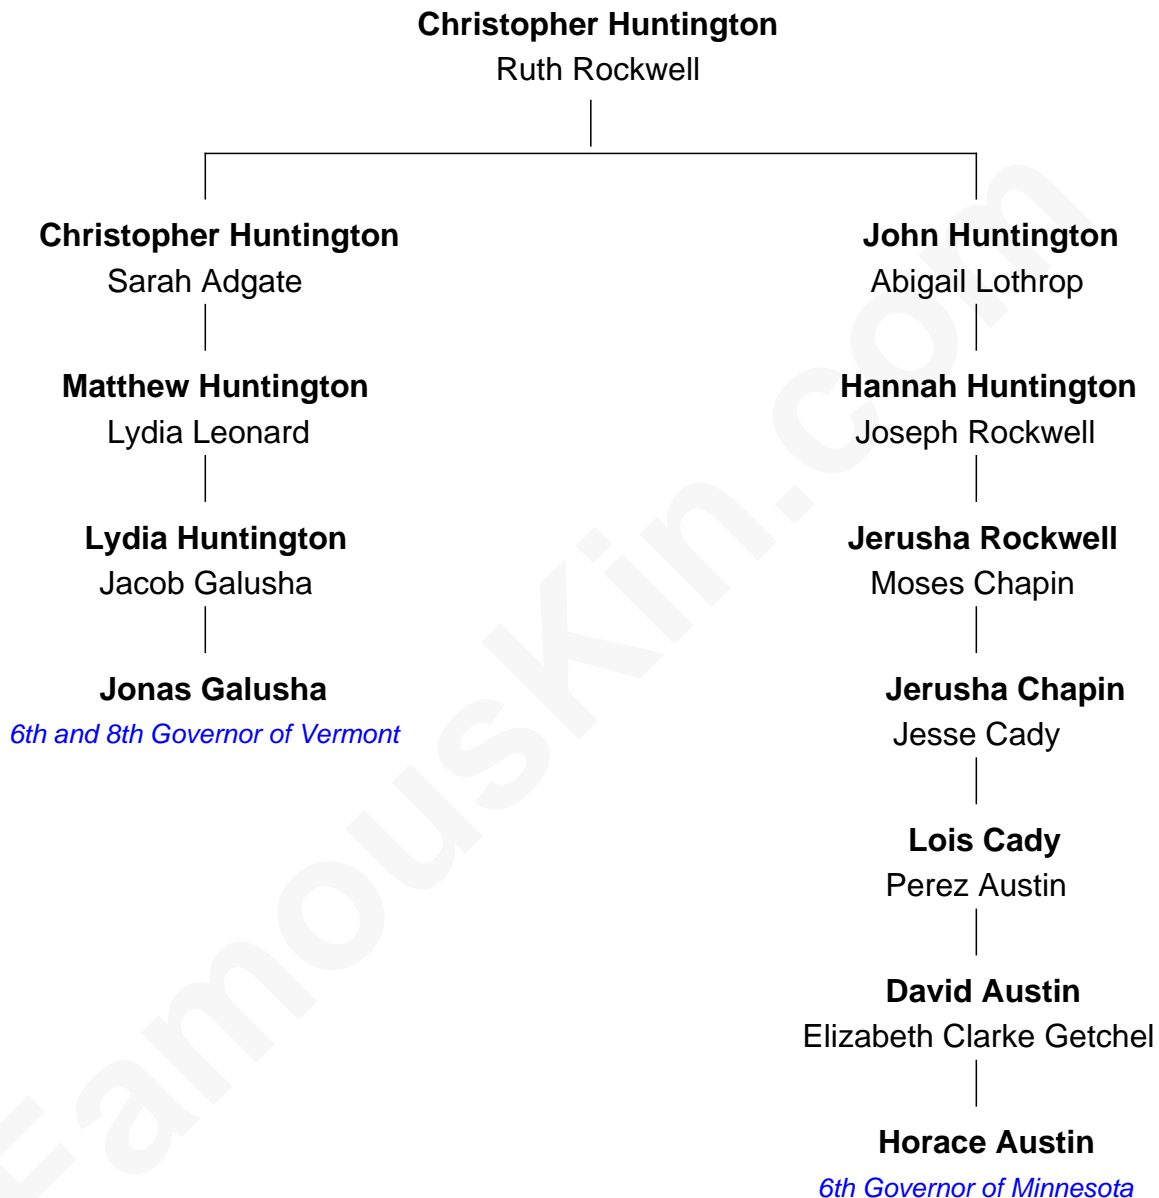 Christopher Huntington
Ruth Rockwell
Christopher Huntington
Sarah Adgate
John Huntington
Abigail Lothrop
Matthew Huntington
Lydia Leonard
Hannah Huntington
Joseph Rockwell
Lydia Huntington
Jacob Galusha
Jerusha Rockwell
Moses Chapin
Jonas Galusha
6th and 8th Governor of Vermont
Jerusha Chapin
Jesse Cady
Lois Cady
Perez Austin
David Austin
Elizabeth Clarke Getchel
Horace Austin
6th Governor of Minnesota
FamousKin.com